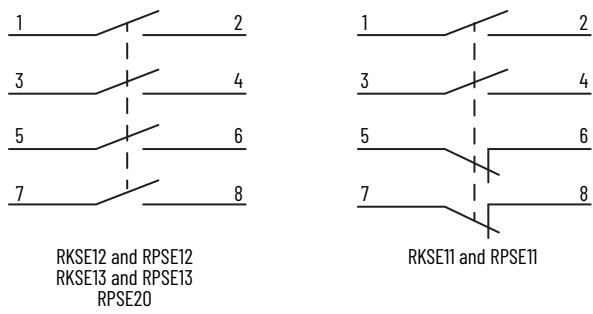 1 2
3 4
5 6
7 8
RKSE12 and RPSE12
RKSE13 and RPSE13
RPSE20
1 2
3 4
5 6
7 8
RKSE11 and RPSE11